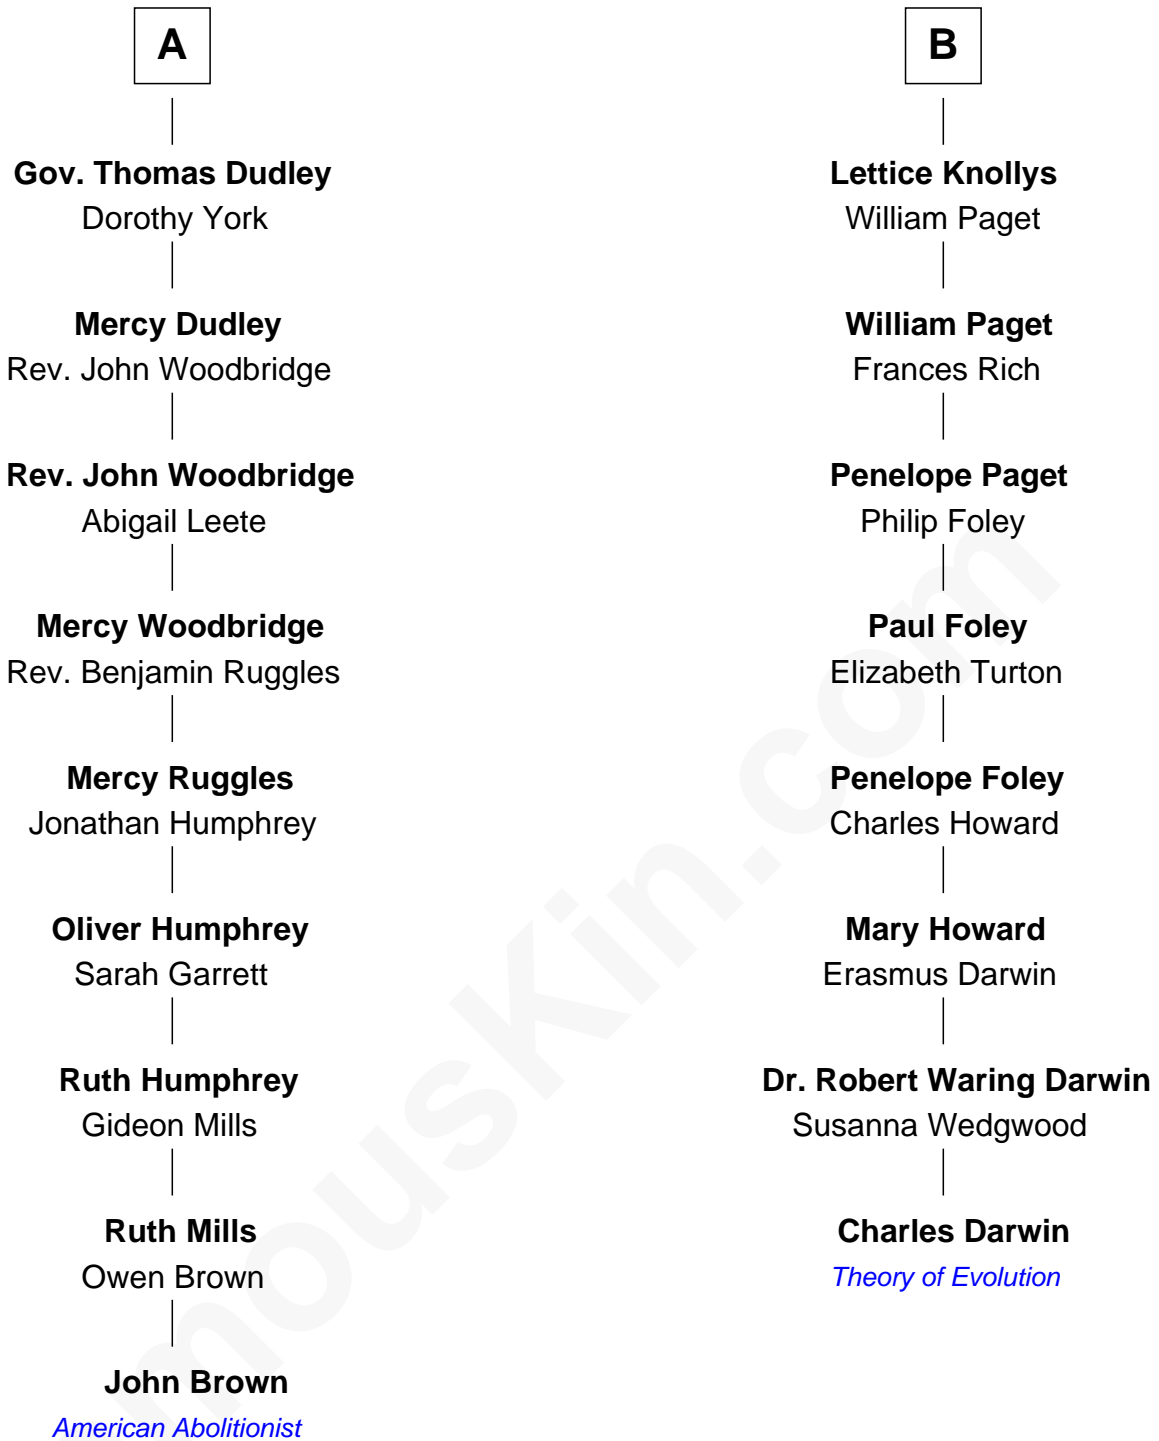 A
Gov. Thomas Dudley
Dorothy York
Mercy Dudley
Rev. John Woodbridge
Rev. John Woodbridge
Abigail Leete
Mercy Woodbridge
Rev. Benjamin Ruggles
Mercy Ruggles
Jonathan Humphrey
Oliver Humphrey
Sarah Garrett
Ruth Humphrey
Gideon Mills
Ruth Mills
Owen Brown
John Brown
American Abolitionist
B
Lettice Knollys
William Paget
William Paget
Frances Rich
Penelope Paget
Philip Foley
Paul Foley
Elizabeth Turton
Penelope Foley
Charles Howard
Mary Howard
Erasmus Darwin
Dr. Robert Waring Darwin
Susanna Wedgwood
Charles Darwin
Theory of Evolution
mouskin.com